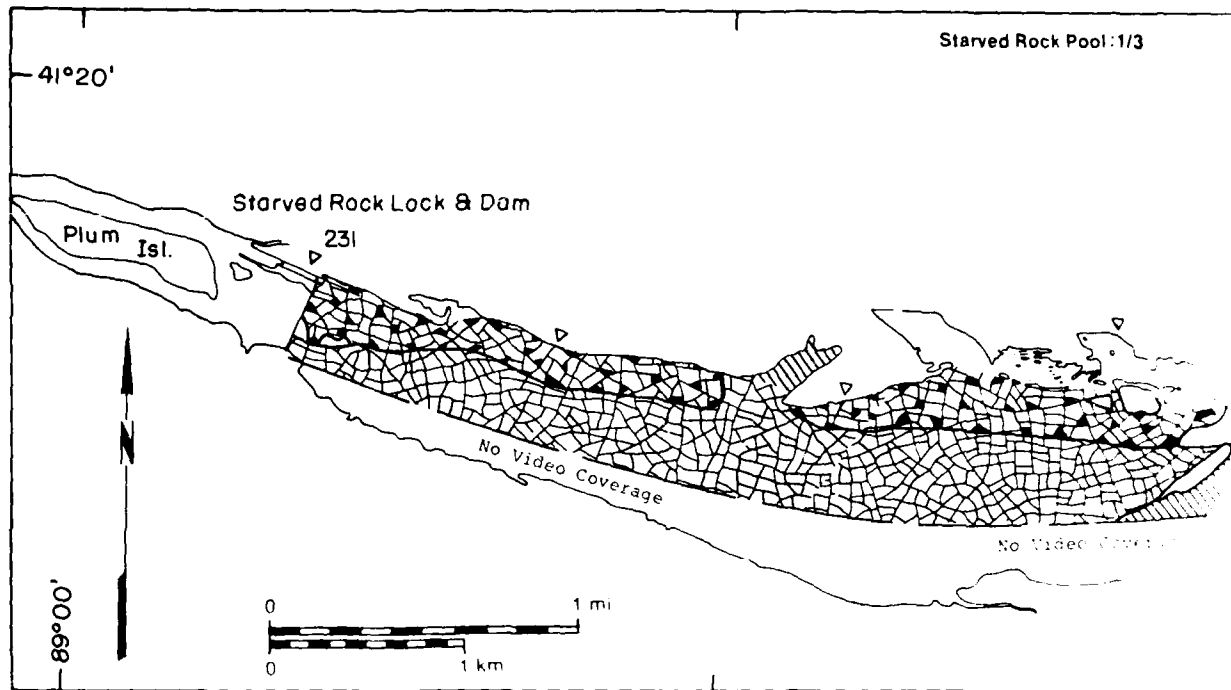 Starved Rock Pool:1/3
41°20'
Starved Rock Lock & Dam
231
Plum Isl.
No Video Coverage
No Video
N
0 1 mi
0 1 km
89°00'